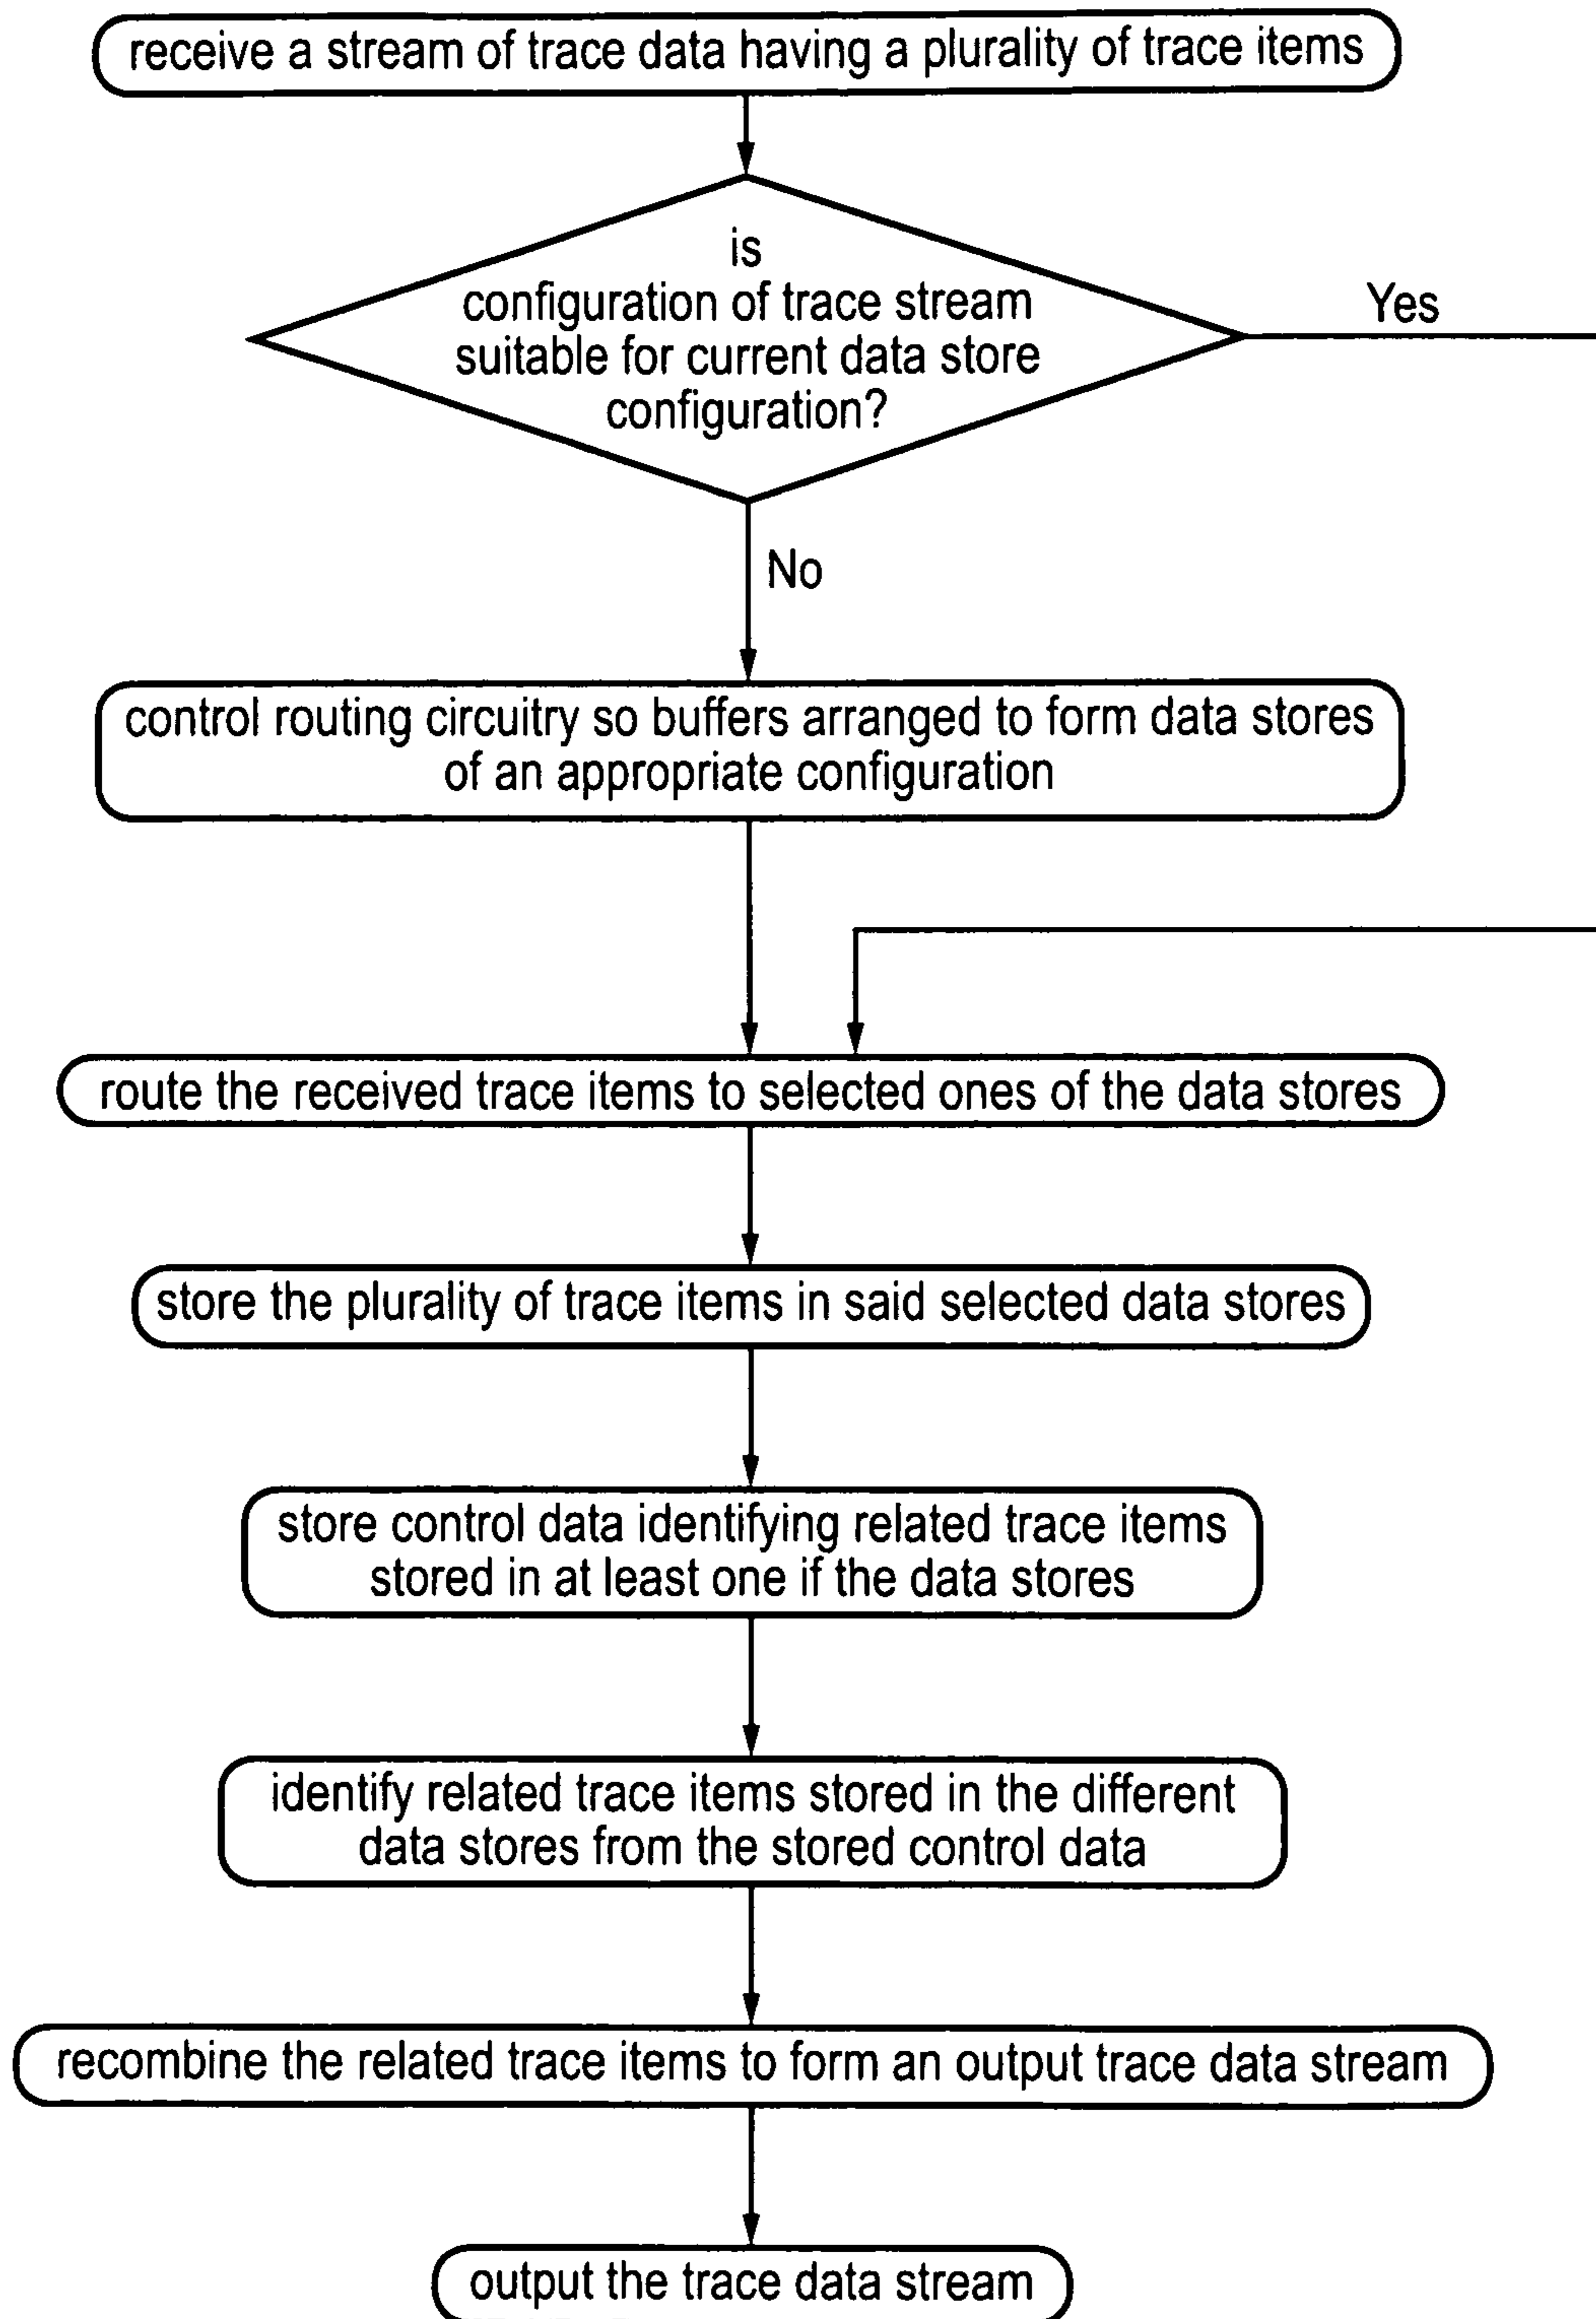 receive a stream of trace data having a plurality of trace items
is
configuration of trace stream
suitable for current data store
configuration?
Yes
No
control routing circuitry so buffers arranged to form data stores
of an appropriate configuration
route the received trace items to selected ones of the data stores
store the plurality of trace items in said selected data stores
store control data identifying related trace items
stored in at least one if the data stores
identify related trace items stored in the different
data stores from the stored control data
recombine the related trace items to form an output trace data stream
output the trace data stream